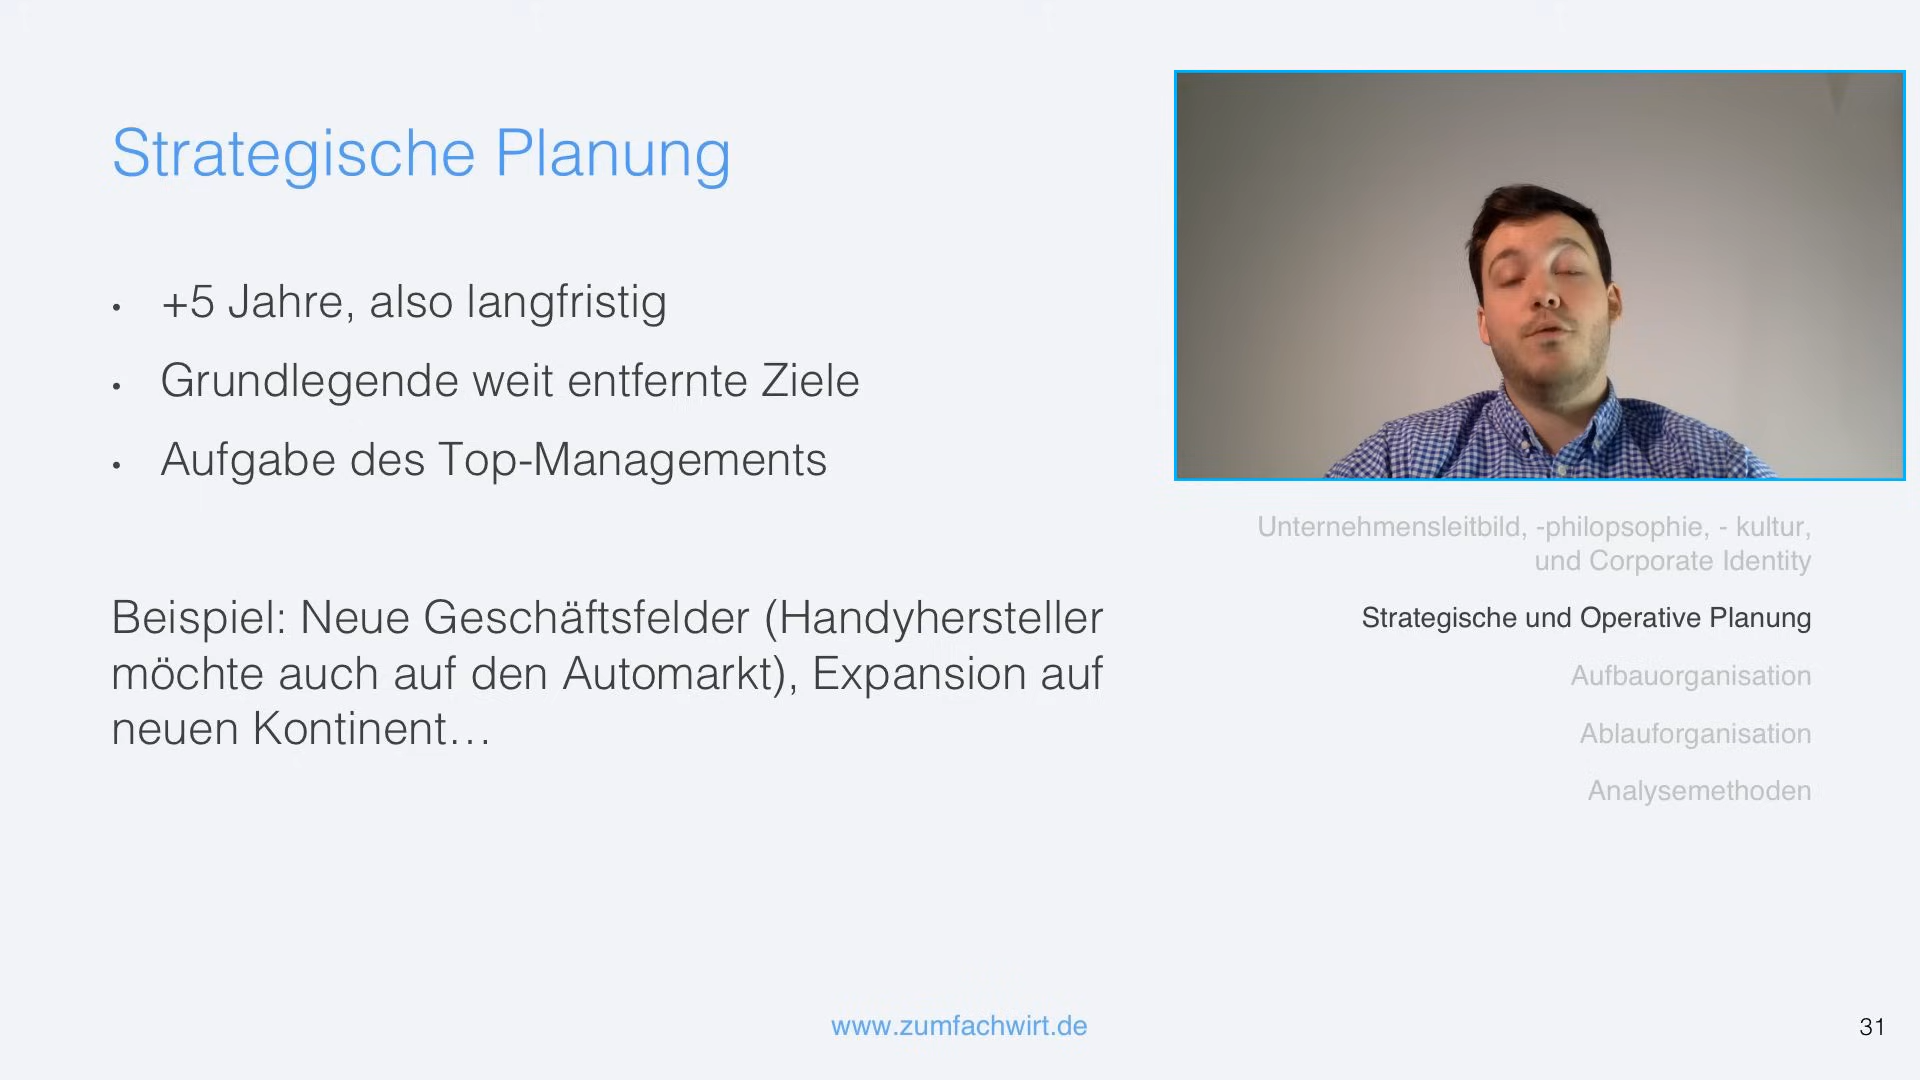 Strategische Planung
• +5 Jahre, also langfristig
• Grundlegende weit entfernte Ziele
• Aufgabe des Top-Managements
Beispiel: Neue Geschäftsfelder (Handyhersteller
möchte auch auf den Automarkt), Expansion auf
neuen Kontinent…
Unternehmensleitbild, -philopsophie, - kultur,
und Corporate Identity
Strategische und Operative Planung
Aufbauorganisation
Ablauforganisation
Analysemethoden
www.zumfachwirt.de
31